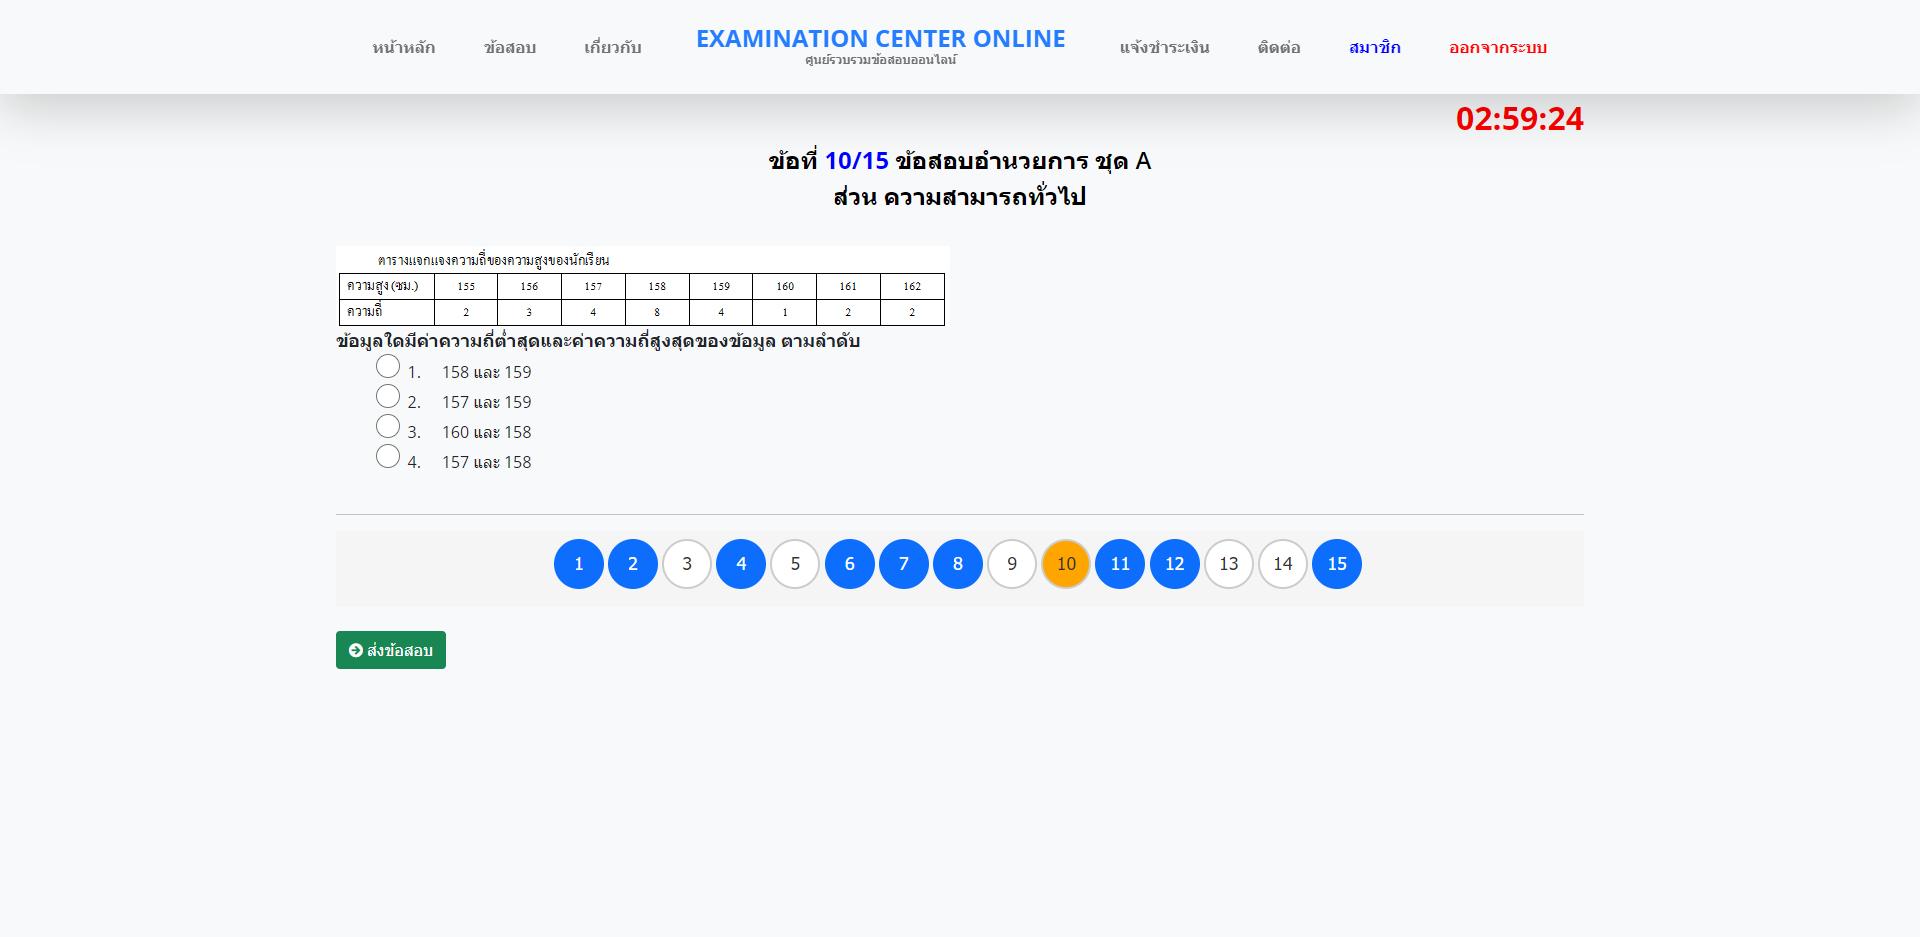 หน้าหลัก ข้อสอบ เกี่ยวกับ EXAMINATION CENTER ONLINE แจ้งชำระเงิน ติดต่อ สมาชิก ออกจากระบบ
ศูนย์รวบรวมข้อสอบออนไลน์
02:59:24
ข้อที่ 10/15 ข้อสอบอำนวยการ ชุด A
ส่วน ความสามารถทั่วไป
ตารางแจกแจงความถี่ของความสูงของนักเรียน
ความสูง (ซม.) 155 156 157 158 159 160 161 162
ความถี่ 2 3 4 8 4 1 2 2
ข้อมูลใดมีค่าความถี่ต่ำสุดและค่าความถี่สูงสุดของข้อมูล ตามลำดับ
1. 158 และ 159
2. 157 และ 159
3. 160 และ 158
4. 157 และ 158
1 2 3 4 5 6 7 8 9 10 11 12 13 14 15
ส่งข้อสอบ